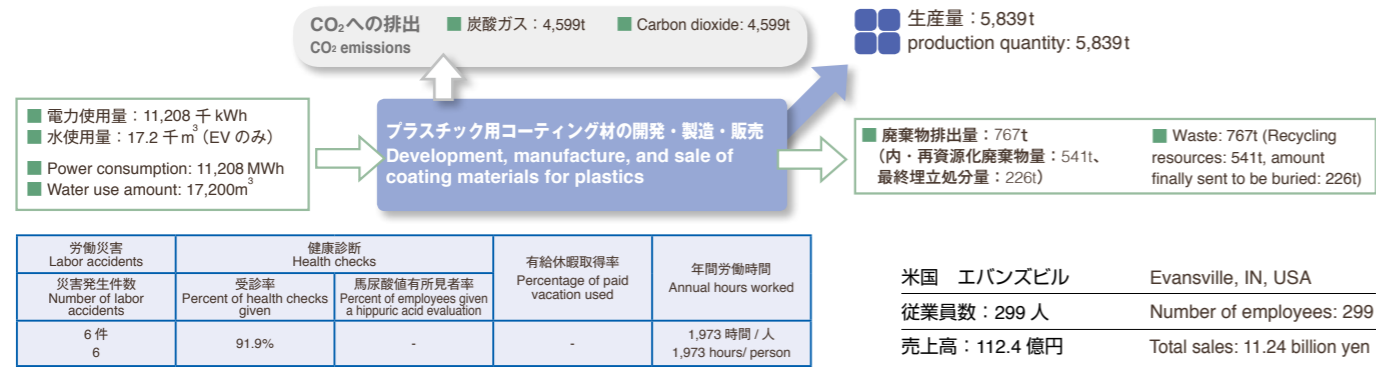 CO₂への排出
CO₂ emissions
炭酸ガス：4,599t
Carbon dioxide: 4,599t
生産量：5,839t
production quantity: 5,839t
電力使用量：11,208 千 kWh
水使用量：17.2 千m³（EV のみ）
Power consumption: 11,208 MWh
Water use amount: 17,200m³
プラスチック用コーティング材の開発・製造・販売
Development, manufacture, and sale of
coating materials for plastics
廃棄物排出量：767t
（内・再資源化廃棄物量：541t、
最終埋立処分量：226t）
Waste: 767t (Recycling
resources: 541t, amount
finally sent to be buried: 226t)
労働災害
Labor accidents
健康診断
Health checks
有給休暇取得率
Percentage of paid
vacation used
年間労働時間
Annual hours worked
災害発生件数
Number of labor
accidents
受診率
Percent of health checks
given
馬尿酸値有所見者率
Percent of employees given
a hippuric acid evaluation
6 件
6
91.9%
-
-
1,973 時間 / 人
1,973 hours/ person
米国　エバンズビル
Evansville, IN, USA
従業員数：299 人
Number of employees: 299
売上高：112.4 億円
Total sales: 11.24 billion yen